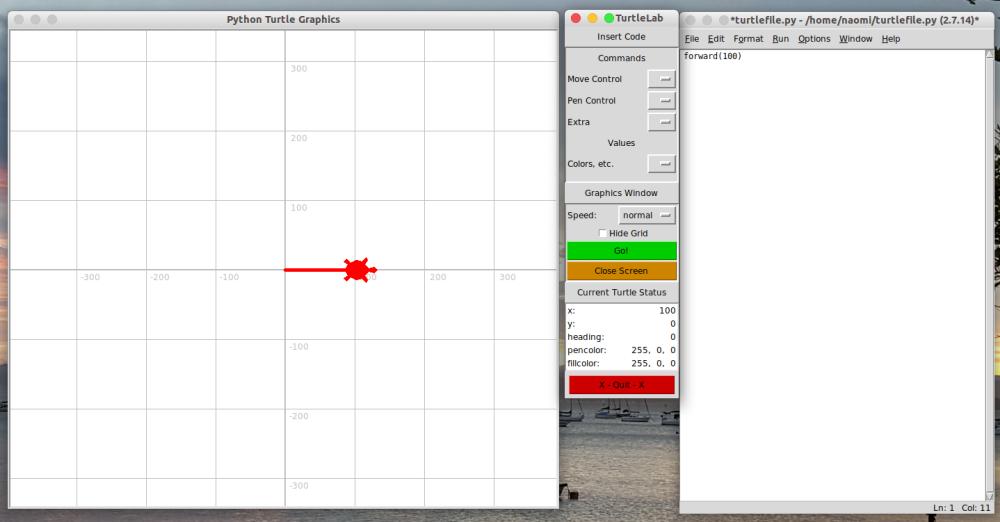 Python Turtle Graphics
300
200
100
-300
-200
-100
200
300
-100
-200
-300
TurtleLab
Insert Code
Commands
Move Control
Pen Control
Extra
Values
Colors, etc.
Graphics Window
Speed: normal
Hide Grid
Go!
Close Screen
Current Turtle Status
x: 100
y: 0
heading: 0
pencolor: 255, 0, 0
fillcolor: 255, 0, 0
X - Quit - X
*turtlefile.py - /home/naomi/turtlefile.py (2.7.14)*
File Edit Format Run Options Window Help
forward(100)
Ln: 1 Col: 11